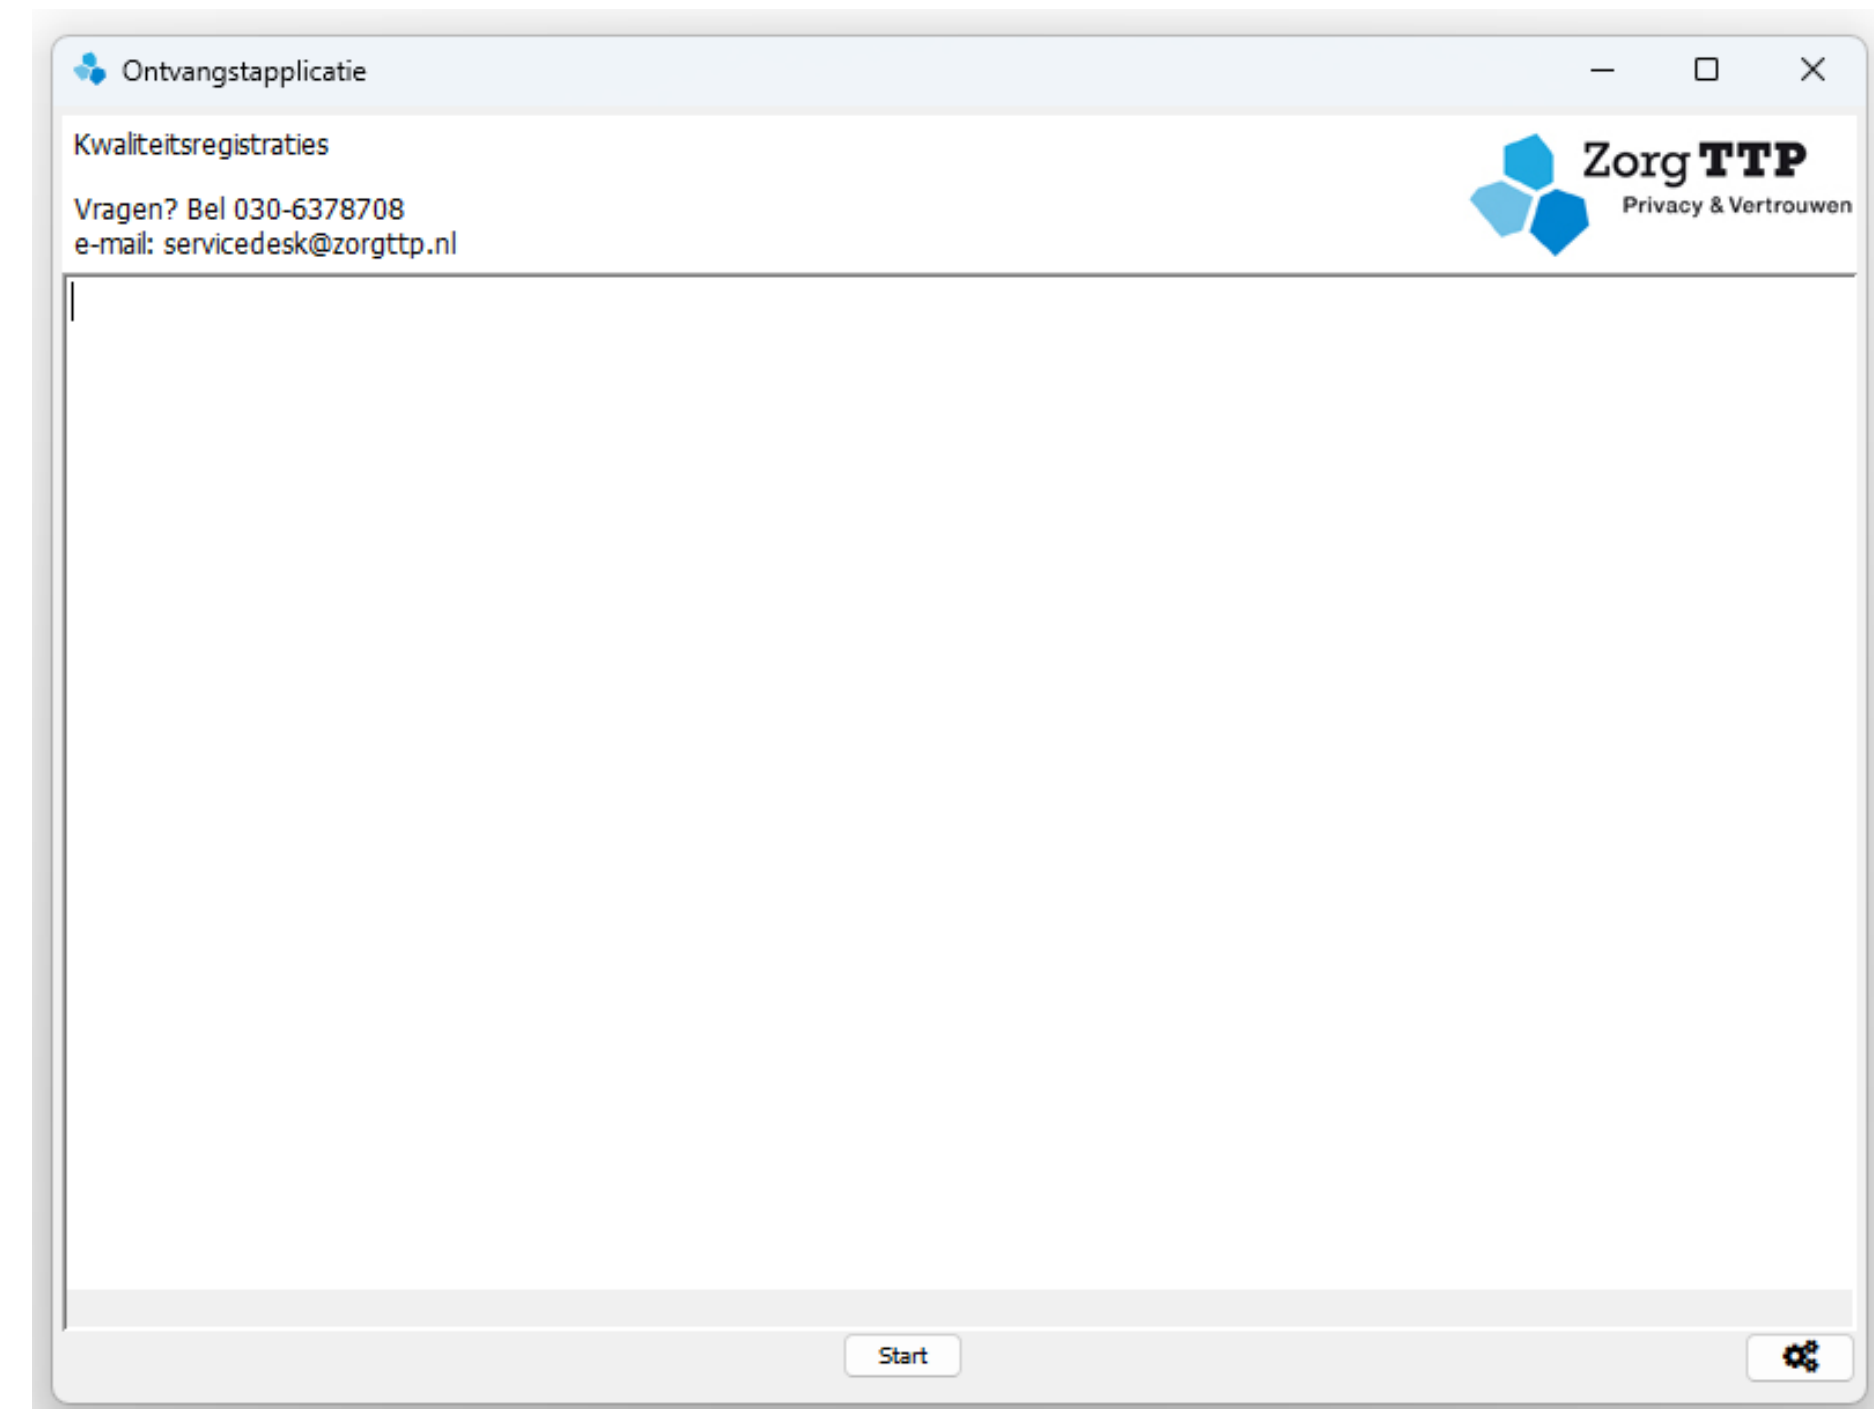 Ontvangstapplicatie
Kwaliteitsregistraties
Vragen? Bel 030-6378708
e-mail: servicedesk@zorgttp.nl
Zorg TTP
Privacy & Vertrouwen
Start